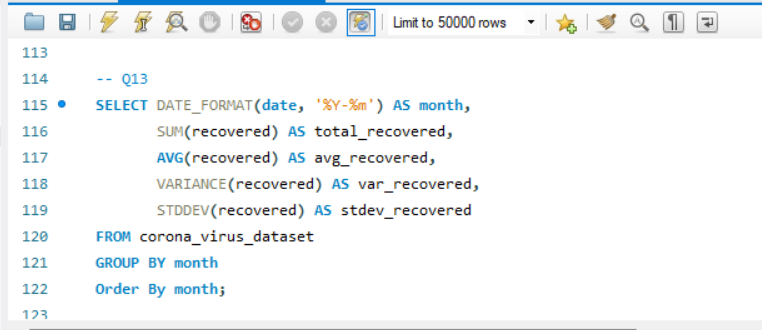 Limit to 50000 rows
113
114 -- Q13
115 SELECT DATE_FORMAT(date, '%Y-%m') AS month,
116 SUM(recovered) AS total_recovered,
117 AVG(recovered) AS avg_recovered,
118 VARIANCE(recovered) AS var_recovered,
119 STDDEV(recovered) AS stdev_recovered
120 FROM corona_virus_dataset
121 GROUP BY month
122 Order By month;
123